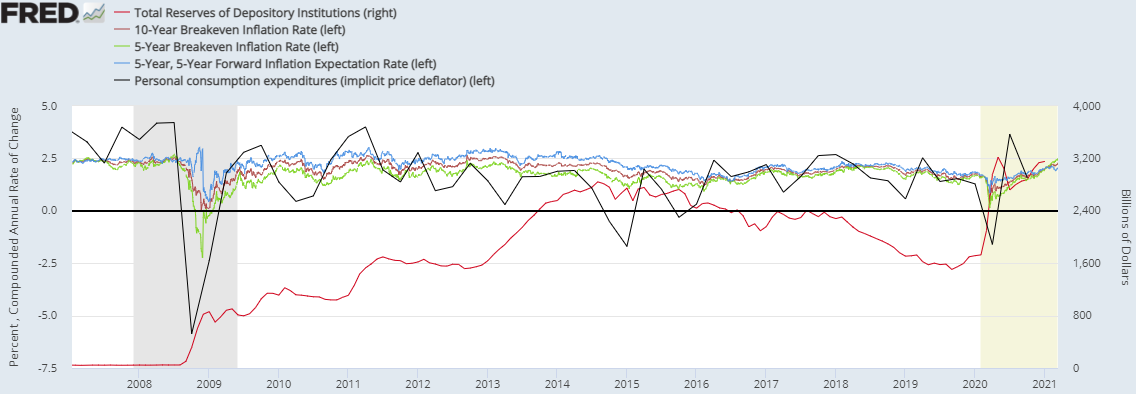 FRED
Total Reserves of Depository Institutions (right)
10-Year Breakeven Inflation Rate (left)
5-Year Breakeven Inflation Rate (left)
5-Year, 5-Year Forward Inflation Expectation Rate (left)
Personal consumption expenditures (implicit price deflator) (left)
Percent , Compounded Annual Rate of Change
5.0
2.5
0.0
-2.5
-5.0
-7.5
4,000
3,200
2,400
1,600
800
0
Billions of Dollars
2008 2009 2010 2011 2012 2013 2014 2015 2016 2017 2018 2019 2020 2021